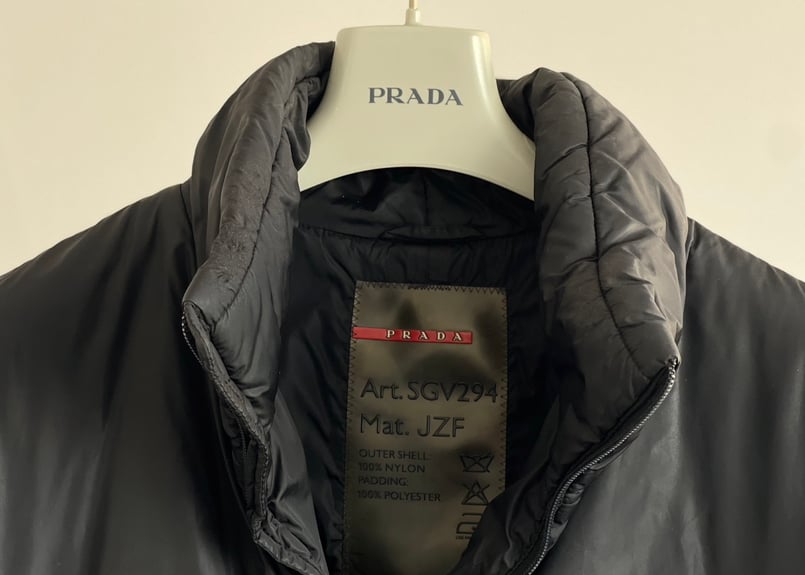 PRADA
PRADA
Art. SGV294
Mat. JZF
OUTER SHELL:
100% NYLON
PADDING:
100% POLYESTER